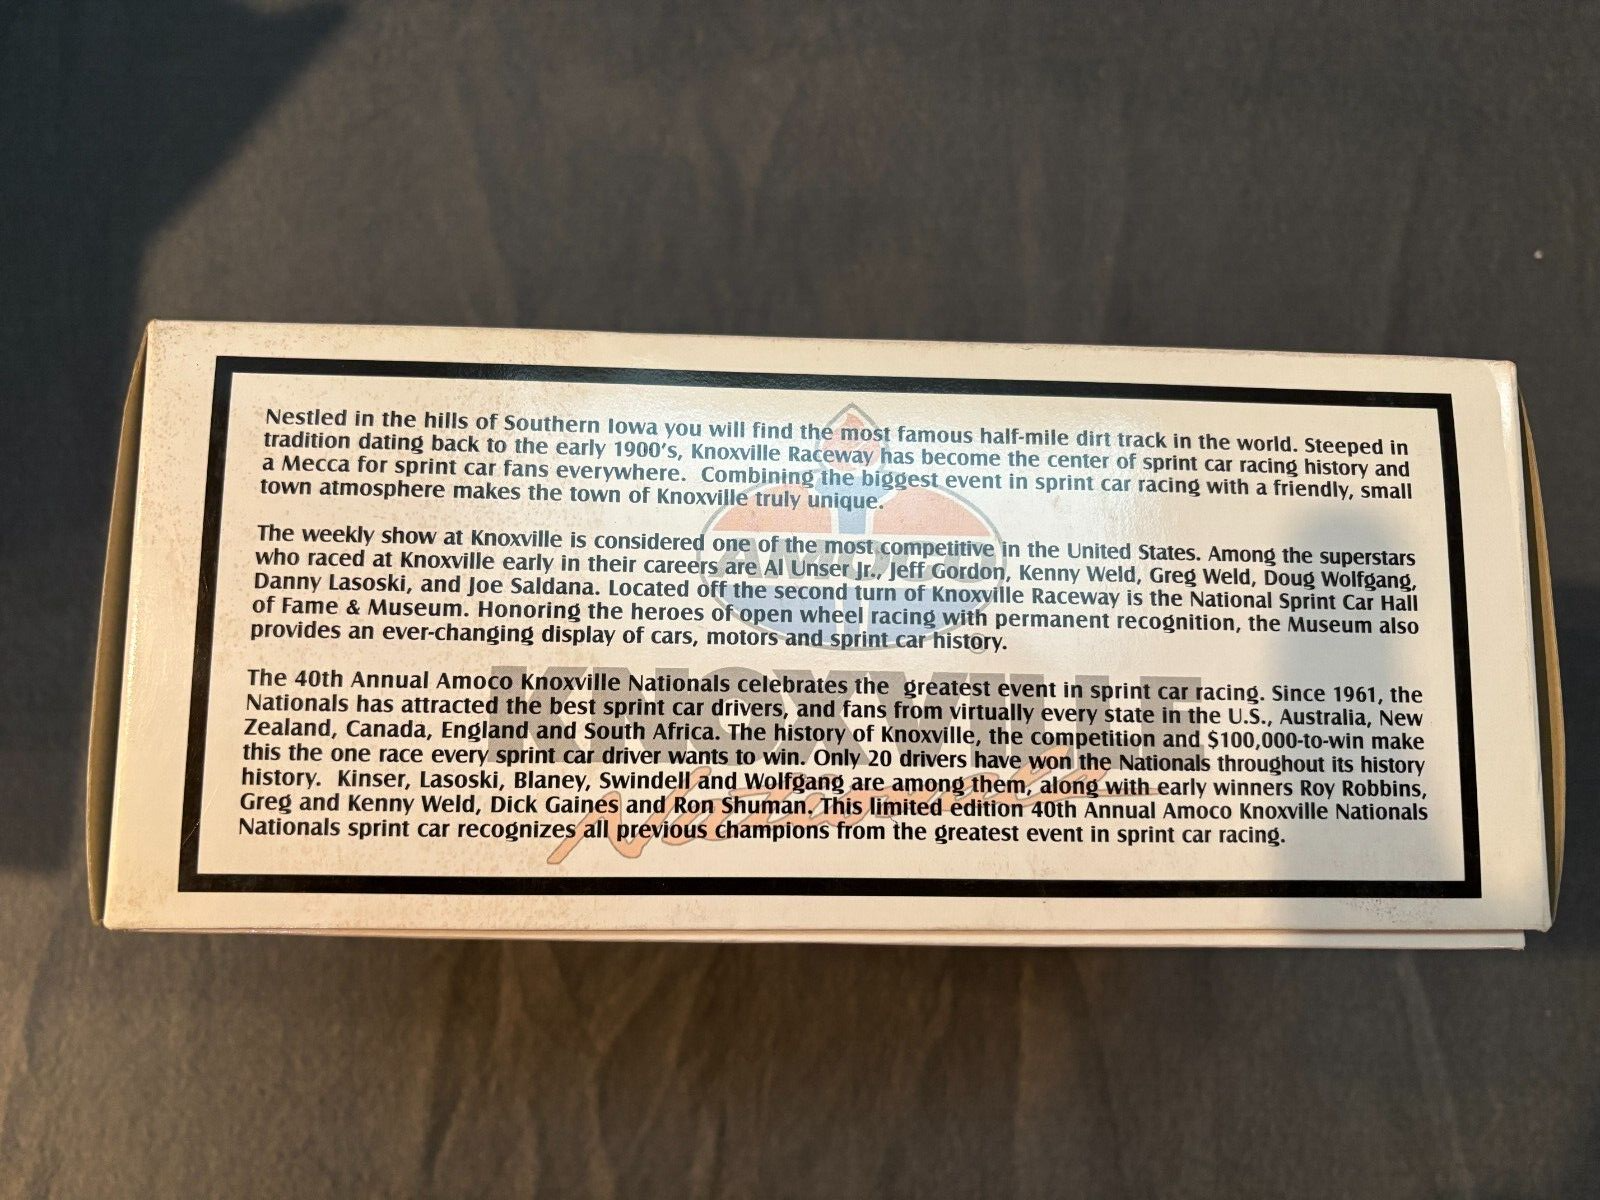 Nestled in the hills of Southern Iowa you will find the most famous half-mile dirt track in the world. Steeped in
tradition dating back to the early 1900's, Knoxville Raceway has become the center of sprint car racing history and
a Mecca for sprint car fans everywhere. Combining the biggest event in sprint car racing with a friendly, small
town atmosphere makes the town of Knoxville truly unique.
The weekly show at Knoxville is considered one of the most competitive in the United States. Among the superstars
who raced at Knoxville early in their careers are Al Unser Jr., Jeff Gordon, Kenny Weld, Greg Weld, Doug Wolfgang,
Danny Lasoski, and Joe Saldana. Located off the second turn of Knoxville Raceway is the National Sprint Car Hall
of Fame & Museum. Honoring the heroes of open wheel racing with permanent recognition, the Museum also
provides an ever-changing display of cars, motors and sprint car history.
The 40th Annual Amoco Knoxville Nationals celebrates the greatest event in sprint car racing. Since 1961, the
Nationals has attracted the best sprint car drivers, and fans from virtually every state in the U.S., Australia, New
Zealand, Canada, England and South Africa. The history of Knoxville, the competition and $100,000-to-win make
this the one race every sprint car driver wants to win. Only 20 drivers have won the Nationals throughout its history
history. Kinser, Lasoski, Blaney, Swindell and Wolfgang are among them, along with early winners Roy Robbins,
Greg and Kenny Weld, Dick Gaines and Ron Shuman. This limited edition 40th Annual Amoco Knoxville Nationals
Nationals sprint car recognizes all previous champions from the greatest event in sprint car racing.
AMOCO
KNOXVILLE
Nationals